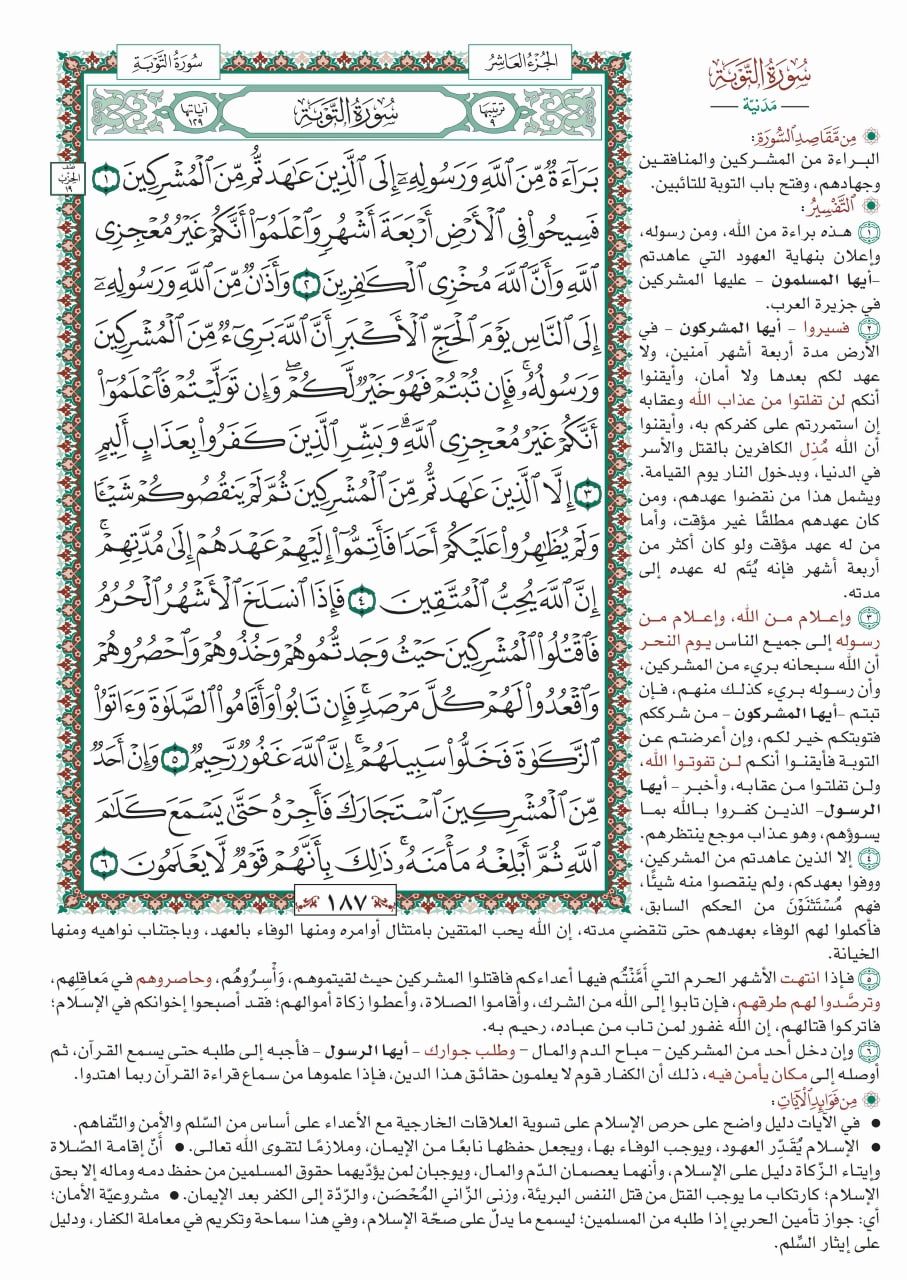 الجُزْءُ العَاشِرُ
سُورَةُ التَّوْبَةِ
تَرْتِيبُهَا
٩
سُورَةُ التَّوْبَةِ
آيَاتُهَا
١٢٩
نصف
الحزب
١٩
بَرَآءَةٌ مِّنَ ٱللَّهِ وَرَسُولِهِۦٓ إِلَى ٱلَّذِينَ عَٰهَدتُّم مِّنَ ٱلْمُشْرِكِينَ ١
فَسِيحُوا۟ فِى ٱلْأَرْضِ أَرْبَعَةَ أَشْهُرٍ وَٱعْلَمُوٓا۟ أَنَّكُمْ غَيْرُ مُعْجِزِى
ٱللَّهِ وَأَنَّ ٱللَّهَ مُخْزِى ٱلْكَٰفِرِينَ ٢ وَأَذَٰنٌ مِّنَ ٱللَّهِ وَرَسُولِهِۦٓ
إِلَى ٱلنَّاسِ يَوْمَ ٱلْحَجِّ ٱلْأَكْبَرِ أَنَّ ٱللَّهَ بَرِىٓءٌ مِّنَ ٱلْمُشْرِكِينَ
وَرَسُولُهُۥ ۚ فَإِن تُبْتُمْ فَهُوَ خَيْرٌ لَّكُمْ ۖ وَإِن تَوَلَّيْتُمْ فَٱعْلَمُوٓا۟
أَنَّكُمْ غَيْرُ مُعْجِزِى ٱللَّهِ ۗ وَبَشِّرِ ٱلَّذِينَ كَفَرُوا۟ بِعَذَابٍ أَلِيمٍ
٣ إِلَّا ٱلَّذِينَ عَٰهَدتُّم مِّنَ ٱلْمُشْرِكِينَ ثُمَّ لَمْ يَنقُصُوكُمْ شَيْـًٔا
وَلَمْ يُظَٰهِرُوا۟ عَلَيْكُمْ أَحَدًا فَأَتِمُّوٓا۟ إِلَيْهِمْ عَهْدَهُمْ إِلَىٰ مُدَّتِهِمْ ۚ
إِنَّ ٱللَّهَ يُحِبُّ ٱلْمُتَّقِينَ ٤ فَإِذَا ٱنسَلَخَ ٱلْأَشْهُرُ ٱلْحُرُمُ
فَٱقْتُلُوا۟ ٱلْمُشْرِكِينَ حَيْثُ وَجَدتُّمُوهُمْ وَخُذُوهُمْ وَٱحْصُرُوهُمْ
وَٱقْعُدُوا۟ لَهُمْ كُلَّ مَرْصَدٍ ۚ فَإِن تَابُوا۟ وَأَقَامُوا۟ ٱلصَّلَوٰةَ وَءَاتَوُا۟
ٱلزَّكَوٰةَ فَخَلُّوا۟ سَبِيلَهُمْ ۚ إِنَّ ٱللَّهَ غَفُورٌ رَّحِيمٌ ٥ وَإِنْ أَحَدٌ
مِّنَ ٱلْمُشْرِكِينَ ٱسْتَجَارَكَ فَأَجِرْهُ حَتَّىٰ يَسْمَعَ كَلَٰمَ
ٱللَّهِ ثُمَّ أَبْلِغْهُ مَأْمَنَهُۥ ۚ ذَٰلِكَ بِأَنَّهُمْ قَوْمٌ لَّا يَعْلَمُونَ ٦
١٨٧
سُورَةُ التَّوْبَةِ
مَدَنِيّة
مِن مَّقَاصِدِ السُّورَةِ:
البـراءة من المشـركين والمنافقـين
وجهادهم، وفتح باب التوبة للتائبين.
التَّفْسِيرُ:
١ هـذه براءة من الله، ومن رسوله،
وإعلان بنهاية العهود التي عاهدتم
–أيها المسلمون – عليها المشركين
في جزيرة العرب.
٢ فسيروا – أيها المشركون – في
الأرض مدة أربعة أشهر آمنين، ولا
عهد لكم بعدها ولا أمان، وأيقنوا
أنكم لن تفلتوا من عذاب الله وعقابه
إن استمررتم على كفركم به، وأيقنوا
أن الله مُذِل الكافرين بالقتل والأسر
في الدنيا، وبدخول النار يوم القيامة.
ويشمل هذا من نقضوا عهدهم، ومن
كان عهدهم مطلقًا غير مؤقت، وأما
من له عهد مؤقت ولو كان أكثر من
أربعة أشهر فإنه يُتَم له عهده إلى
مدته.
٣ وإعلام من الله، وإعلام من
رسوله إلى جميع الناس يوم النحر
أن الله سبحانه بريء من المشركين،
وأن رسوله بريء كذلك منهم، فإن
تبتم –أيها المشركون – من شرككم
فتوبتكم خير لكم، وإن أعرضتم عن
التوبة فأيقنوا أنكم لن تفوتوا الله،
ولن تفلتوا من عقابه، وأخبر – أيها
الرسول– الذين كفروا بالله بما
يسوؤهم، وهو عذاب موجع ينتظرهم.
٤ إلا الذين عاهدتم من المشركين،
ووفوا بعهدكم، ولم ينقصوا منه شيئًا،
فهم مُسْتَثْنَوْن من الحكم السابق،
فأكملوا لهم الوفاء بعهدهم حتى تنقضي مدته، إن الله يحب المتقين بامتثال أوامره ومنها الوفاء بالعهد، وباجتناب نواهيه ومنها
الخيانة.
٥ فإذا انتهت الأشهر الحرم التي أَمَّنْتُم فيها أعداءكم فاقتلوا المشركين حيث لقيتموهم، وَأْسِرُوهُم، وحاصروهم في مَعاقِلِهم،
وترصَّدوا لهم طرقهم، فإن تابوا إلى الله من الشرك، وأقاموا الصلاة، وأعطوا زكاة أموالهم؛ فقد أصبحوا إخوانكم في الإسلام؛
فاتركوا قتالهم، إن الله غفور لمن تاب من عباده، رحيم به.
٦ وإن دخل أحد من المشركين – مباح الدم والمال – وطلب جوارك – أيها الرسول – فأجبه إلى طلبه حتى يسمع القرآن، ثم
أوصله إلى مكان يأمن فيه، ذلك أن الكفار قوم لا يعلمون حقائق هذا الدين، فإذا علموها من سماع قراءة القرآن ربما اهتدوا.
مِن فَوَائِدِ الآيَاتِ:
● في الآيات دليل واضح على حرص الإسلام على تسوية العلاقات الخارجية مع الأعداء على أساس من السّلم والأمن والتّفاهم.
● الإسلام يُقَدِّر العهود، ويوجب الوفاء بها، ويجعل حفظها نابعًا من الإيمان، وملازمًا لتقوى الله تعالى. ● أَنّ إقامة الصّلاة
وإيتاء الزّكاة دليل على الإسلام، وأنهما يعصمان الدّم والمال، ويوجبان لمن يؤدّيهما حقوق المسلمين من حفظ دمه وماله إلا بحق
الإسلام؛ كارتكاب ما يوجب القتل من قتل النفس البريئة، وزنى الزّاني المُحْصَن، والرّدّة إلى الكفر بعد الإيمان. ● مشروعيّة الأمان؛
أي: جواز تأمين الحربي إذا طلبه من المسلمين؛ ليسمع ما يدلّ على صحّة الإسلام، وفي هذا سماحة وتكريم في معاملة الكفار، ودليل
على إيثار السِّلم.